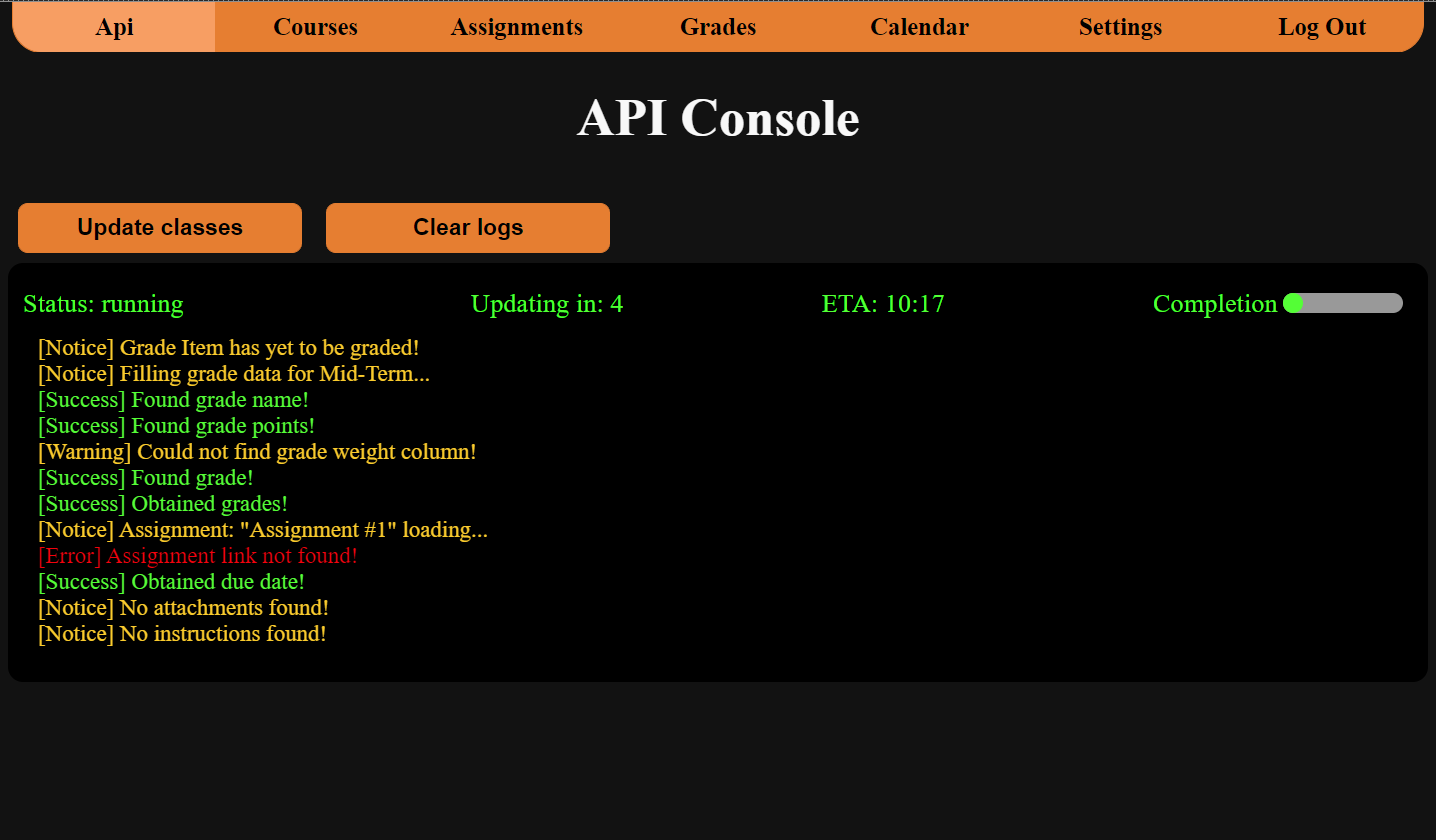 Api Courses Assignments Grades Calendar Settings Log Out
API Console
Update classes Clear logs
Status: running Updating in: 4 ETA: 10:17 Completion
[Notice] Grade Item has yet to be graded!
[Notice] Filling grade data for Mid-Term...
[Success] Found grade name!
[Success] Found grade points!
[Warning] Could not find grade weight column!
[Success] Found grade!
[Success] Obtained grades!
[Notice] Assignment: "Assignment #1" loading...
[Error] Assignment link not found!
[Success] Obtained due date!
[Notice] No attachments found!
[Notice] No instructions found!